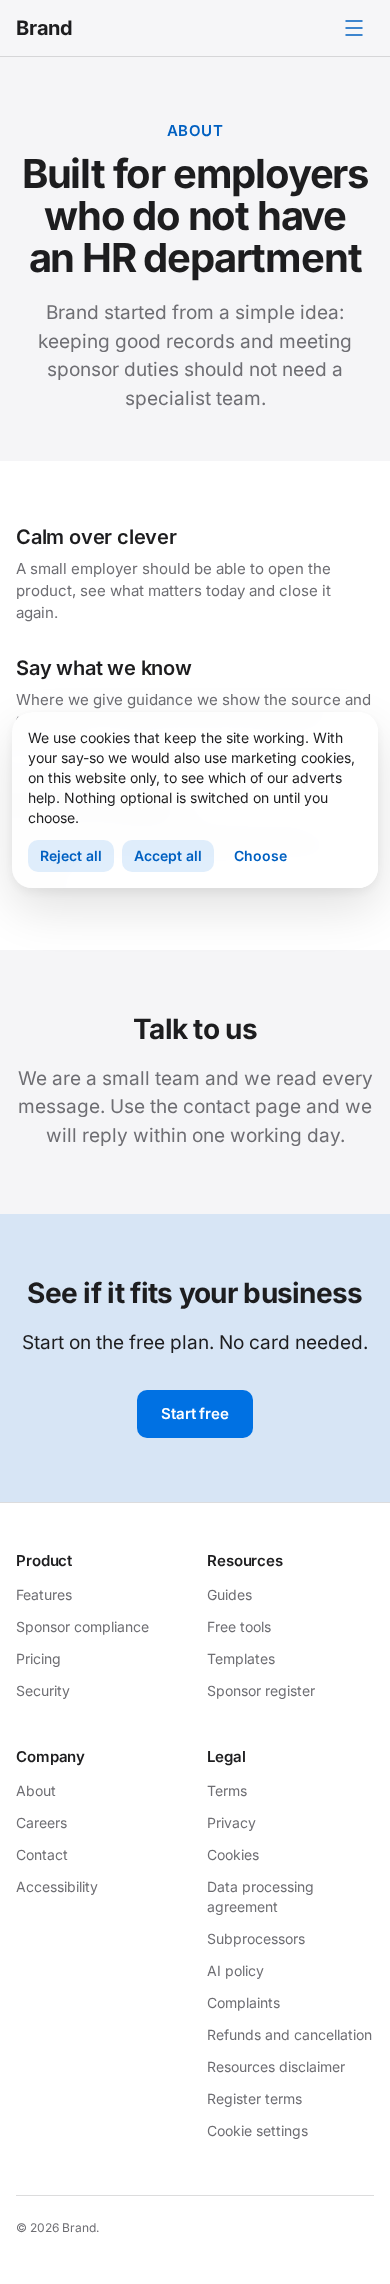 Brand
ABOUT
Built for employers
who do not have
an HR department
Brand started from a simple idea:
keeping good records and meeting
sponsor duties should not need a
specialist team.
Calm over clever
A small employer should be able to open the
product, see what matters today and close it
again.
Say what we know
Where we give guidance we show the source and
We use cookies that keep the site working. With
your say-so we would also use marketing cookies,
on this website only, to see which of our adverts
help. Nothing optional is switched on until you
choose.
Reject all
Accept all
Choose
Talk to us
We are a small team and we read every
message. Use the contact page and we
will reply within one working day.
See if it fits your business
Start on the free plan. No card needed.
Start free
Product
Features
Sponsor compliance
Pricing
Security
Resources
Guides
Free tools
Templates
Sponsor register
Company
About
Careers
Contact
Accessibility
Legal
Terms
Privacy
Cookies
Data processing
agreement
Subprocessors
AI policy
Complaints
Refunds and cancellation
Resources disclaimer
Register terms
Cookie settings
© 2026 Brand.